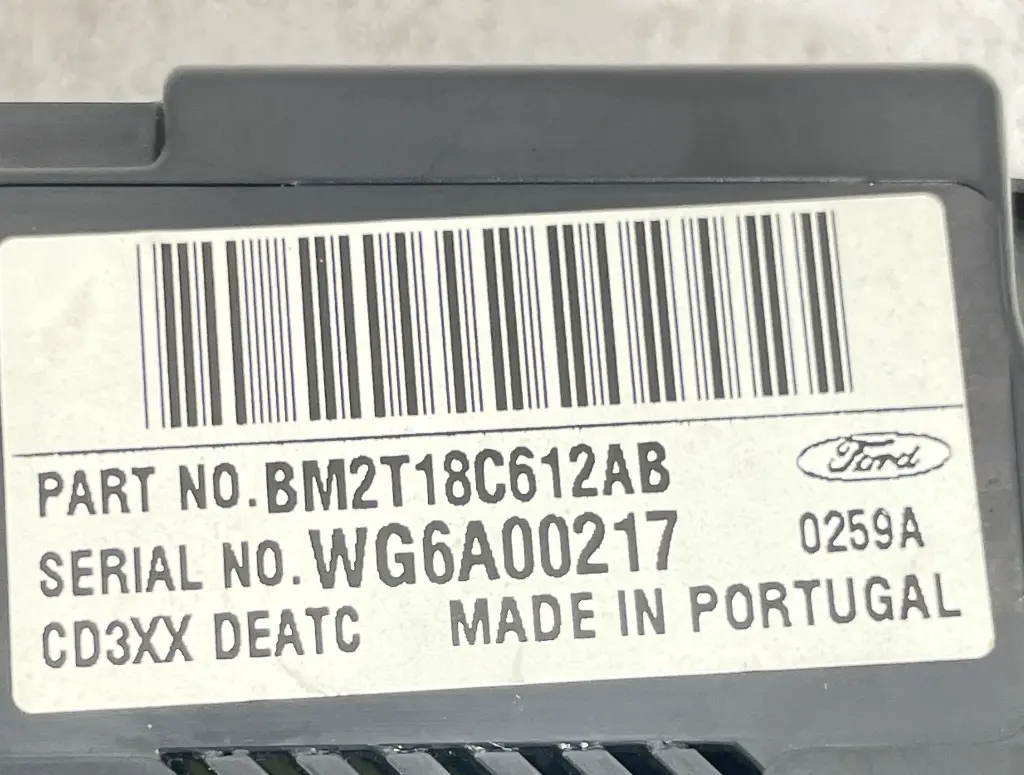 PART NO.BM2T18C612AB
Ford
SERIAL NO.WG6A00217
0259A
CD3XX DEATC MADE IN PORTUGAL